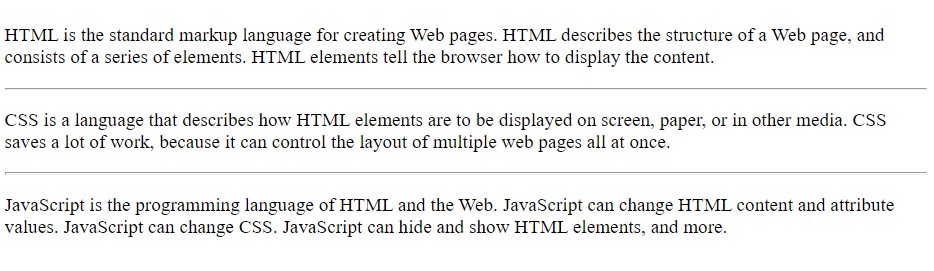 HTML is the standard markup language for creating Web pages. HTML describes the structure of a Web page, and
consists of a series of elements. HTML elements tell the browser how to display the content.
CSS is a language that describes how HTML elements are to be displayed on screen, paper, or in other media. CSS
saves a lot of work, because it can control the layout of multiple web pages all at once.
JavaScript is the programming language of HTML and the Web. JavaScript can change HTML content and attribute
values. JavaScript can change CSS. JavaScript can hide and show HTML elements, and more.